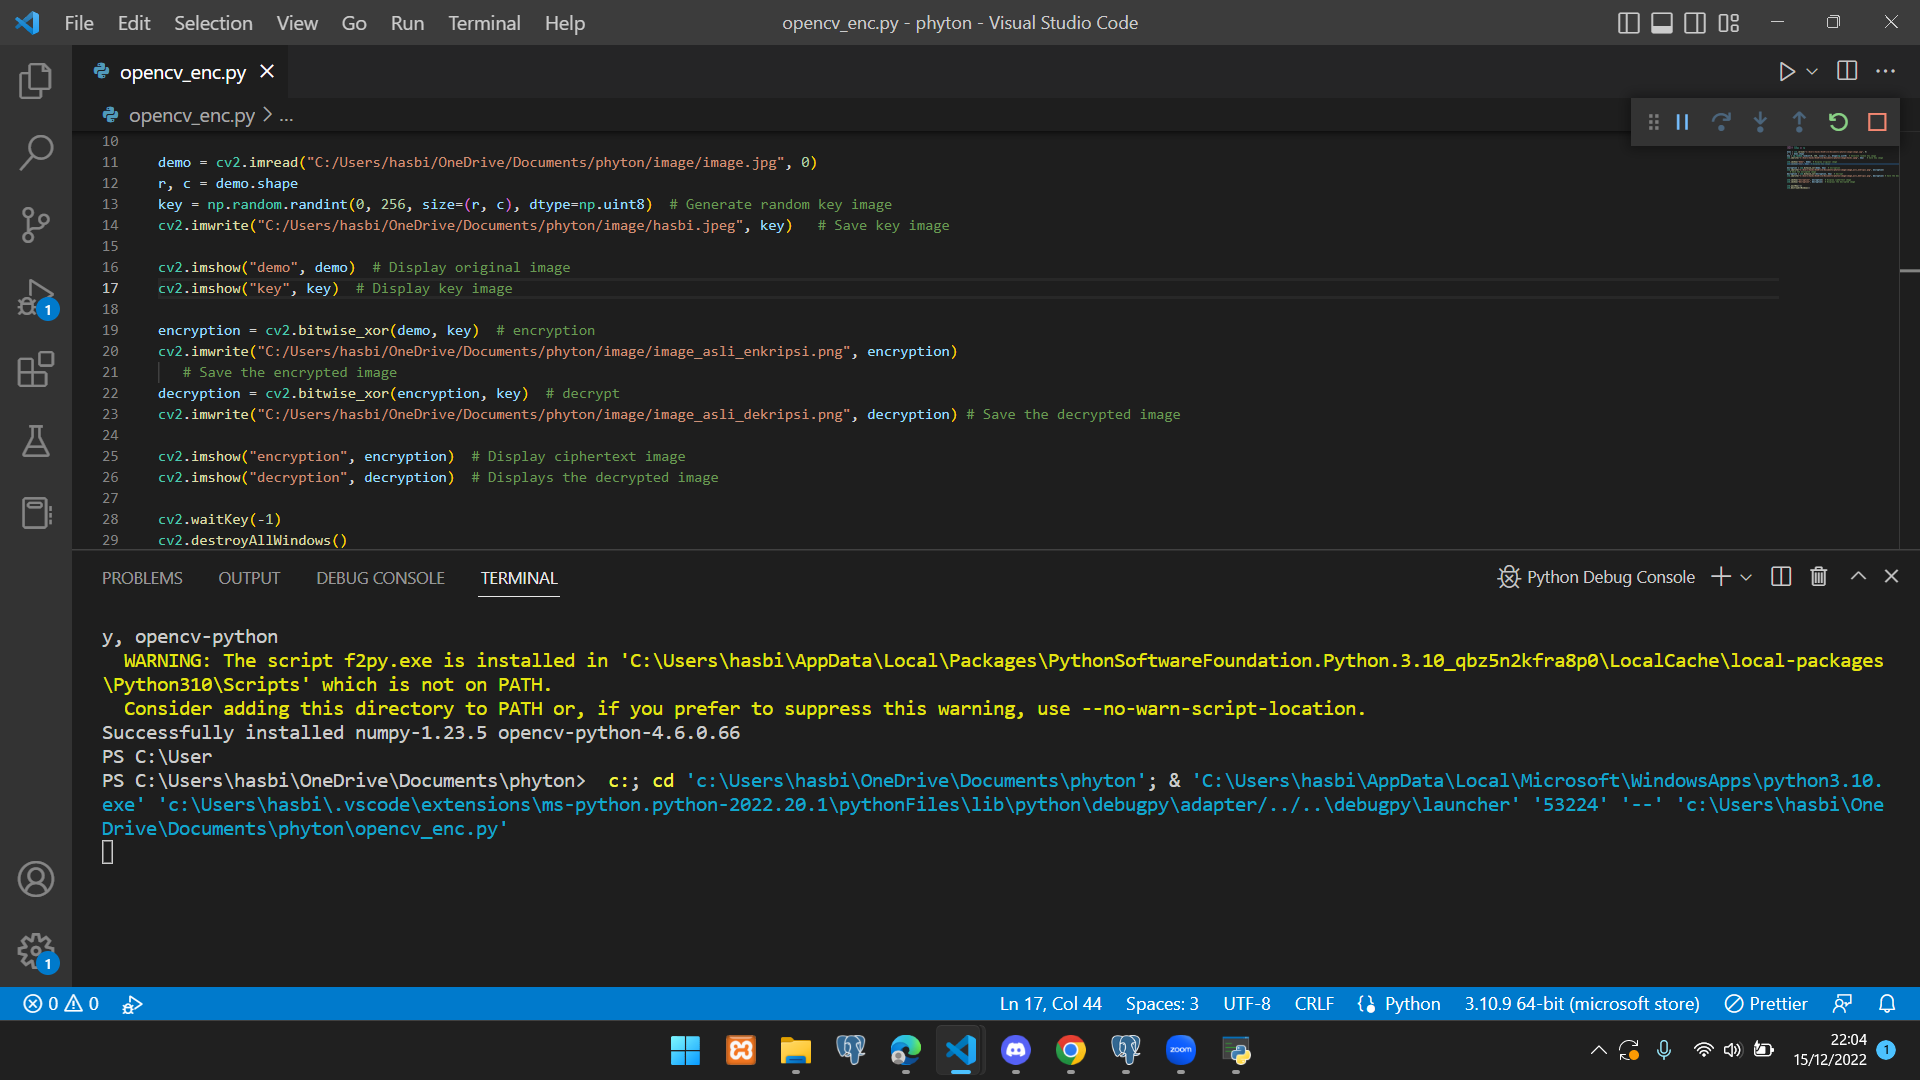 File Edit Selection View Go Run Terminal Help opencv_enc.py - phyton - Visual Studio Code
opencv_enc.py
opencv_enc.py > ...
10
11 demo = cv2.imread("C:/Users/hasbi/OneDrive/Documents/phyton/image/image.jpg", 0)
12 r, c = demo.shape
13 key = np.random.randint(0, 256, size=(r, c), dtype=np.uint8)  # Generate random key image
14 cv2.imwrite("C:/Users/hasbi/OneDrive/Documents/phyton/image/hasbi.jpeg", key)   # Save key image
15
16 cv2.imshow("demo", demo)  # Display original image
17 cv2.imshow("key", key)  # Display key image
18
19 encryption = cv2.bitwise_xor(demo, key)  # encryption
20 cv2.imwrite("C:/Users/hasbi/OneDrive/Documents/phyton/image/image_asli_enkripsi.png", encryption)
21    # Save the encrypted image
22 decryption = cv2.bitwise_xor(encryption, key)  # decrypt
23 cv2.imwrite("C:/Users/hasbi/OneDrive/Documents/phyton/image/image_asli_dekripsi.png", decryption) # Save the decrypted image
24
25 cv2.imshow("encryption", encryption)  # Display ciphertext image
26 cv2.imshow("decryption", decryption)  # Displays the decrypted image
27
28 cv2.waitKey(-1)
29 cv2.destroyAllWindows()
PROBLEMS OUTPUT DEBUG CONSOLE TERMINAL Python Debug Console
y, opencv-python
WARNING: The script f2py.exe is installed in 'C:\Users\hasbi\AppData\Local\Packages\PythonSoftwareFoundation.Python.3.10_qbz5n2kfra8p0\LocalCache\local-packages
\Python310\Scripts' which is not on PATH.
Consider adding this directory to PATH or, if you prefer to suppress this warning, use --no-warn-script-location.
Successfully installed numpy-1.23.5 opencv-python-4.6.0.66
PS C:\User
PS C:\Users\hasbi\OneDrive\Documents\phyton>  c:; cd 'c:\Users\hasbi\OneDrive\Documents\phyton'; & 'C:\Users\hasbi\AppData\Local\Microsoft\WindowsApps\python3.10.
exe' 'c:\Users\hasbi\.vscode\extensions\ms-python.python-2022.20.1\pythonFiles\lib\python\debugpy\adapter/../..\debugpy\launcher' '53224' '--' 'c:\Users\hasbi\One
Drive\Documents\phyton\opencv_enc.py'
1
1
0 0 Ln 17, Col 44 Spaces: 3 UTF-8 CRLF Python 3.10.9 64-bit (microsoft store) Prettier
zoom
22:04
15/12/2022
1